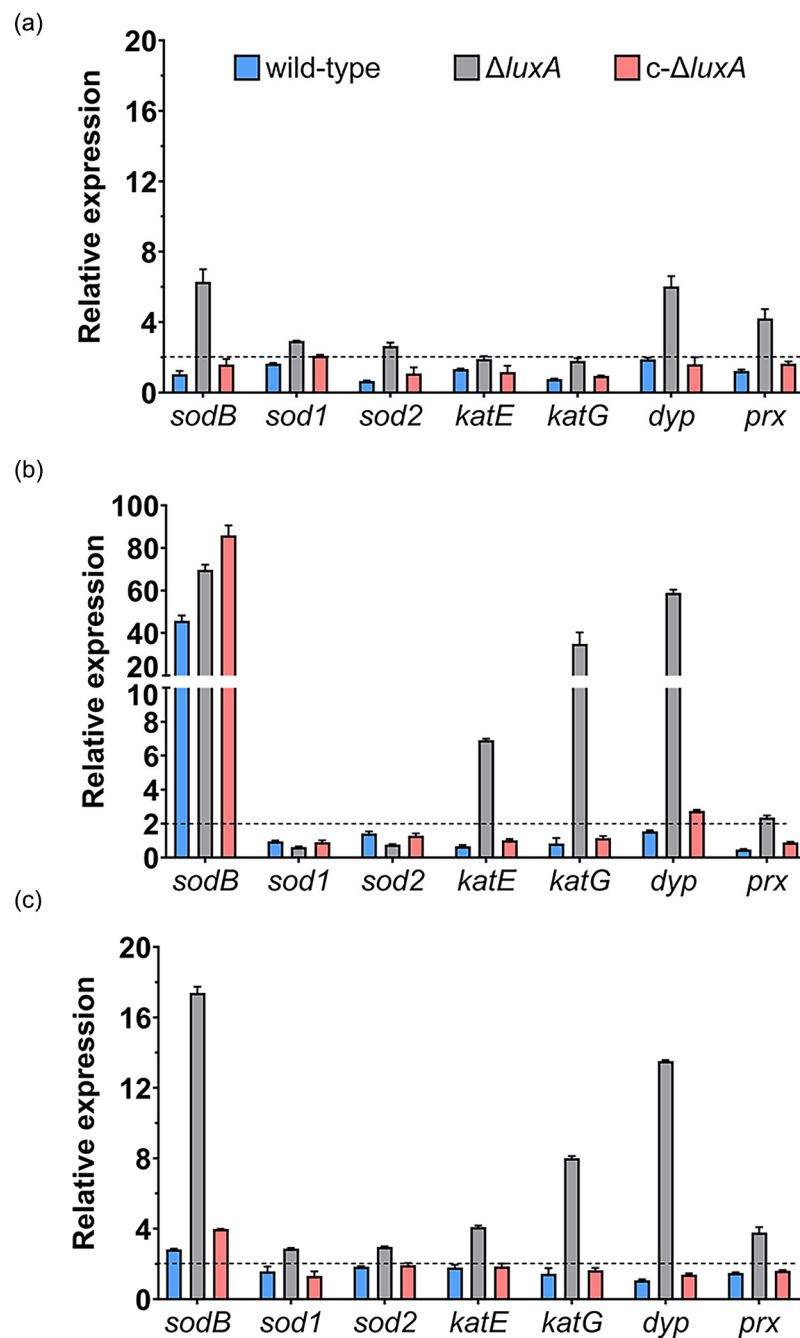 (a)
20
16
12
8
4
0
Relative expression
wild-type ΔluxA c-ΔluxA
sodB sod1 sod2 katE katG dyp prx
(b)
100
80
60
40
20
10
8
6
4
2
0
Relative expression
sodB sod1 sod2 katE katG dyp prx
(c)
20
16
12
8
4
0
Relative expression
sodB sod1 sod2 katE katG dyp prx